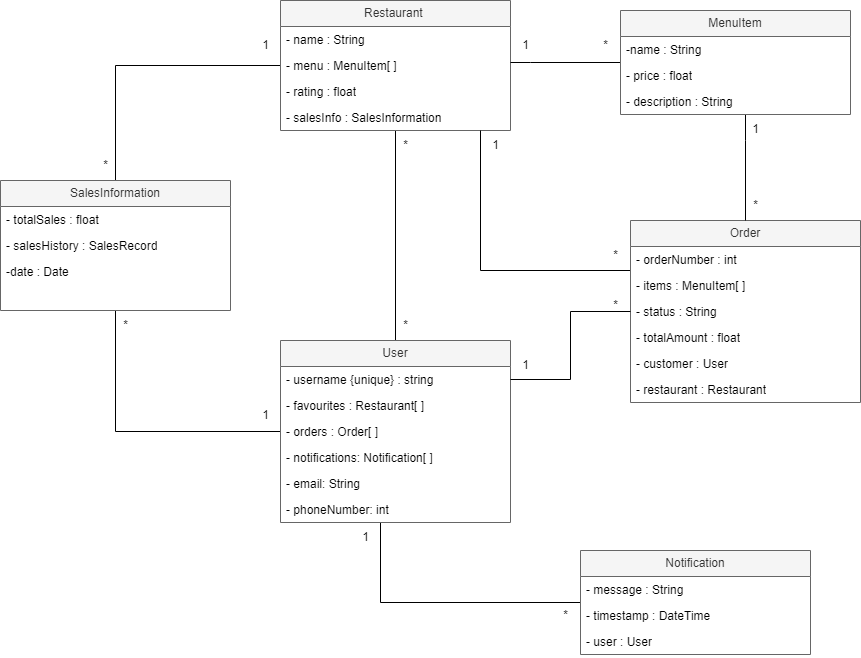 Restaurant
- name : String
- menu : MenuItem[ ]
- rating : float
- salesInfo : SalesInformation
1
1
*
MenuItem
-name : String
- price : float
- description : String
*
*
1
1
*
SalesInformation
- totalSales : float
- salesHistory : SalesRecord
-date : Date
*
*
*
Order
- orderNumber : int
- items : MenuItem[ ]
- status : String
- totalAmount : float
- customer : User
- restaurant : Restaurant
*
1
1
User
- username {unique} : string
- favourites : Restaurant[ ]
- orders : Order[ ]
- notifications: Notification[ ]
- email: String
- phoneNumber: int
1
*
Notification
- message : String
- timestamp : DateTime
- user : User